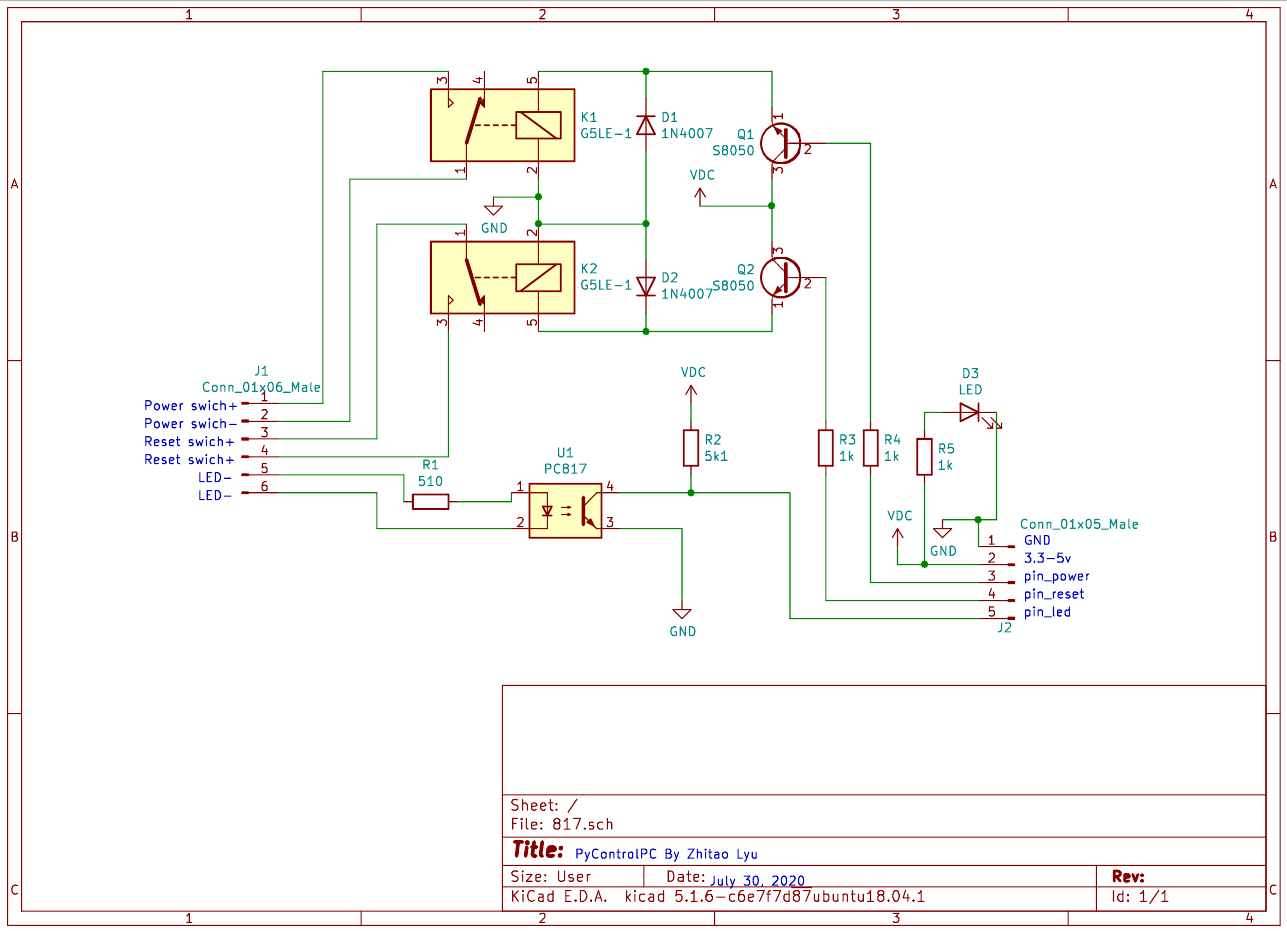 1 2 3 4
A
A
3 4 5
K1
G5LE-1
1 2
D1
1N4007
Q1
S8050
1
2
3
VDC
GND
1 2
K2
G5LE-1
3 4 5
D2
1N4007
Q2
S8050
3
2
1
J1
Conn_01x06_Male
Power swich+ 1
Power swich- 2
Reset swich+ 3
Reset swich+ 4
LED- 5
LED- 6
R1
510
U1
PC817
1
2
4
3
VDC
R2
5k1
GND
R3
1k
R4
1k
D3
LED
R5
1k
VDC
GND
Conn_01x05_Male
1 GND
2 3.3-5v
3 pin_power
4 pin_reset
5 pin_led
J2
B
B
Sheet: /
File: 817.sch
Title: PyControlPC By Zhitao Lyu
Size: User Date: July 30, 2020 Rev:
KiCad E.D.A. kicad 5.1.6-c6e7f7d87ubuntu18.04.1 Id: 1/1
C
C
1 2 3 4